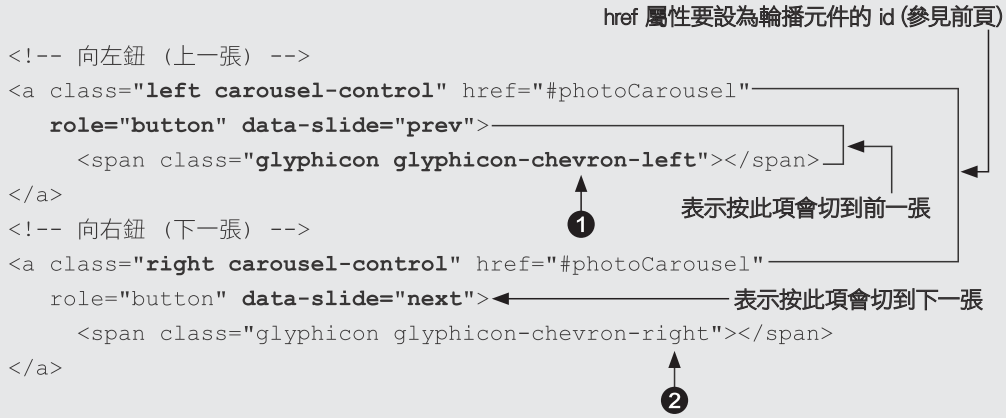 href 屬性要設為輪播元件的 id (參見前頁)
<!-- 向左鈕 (上一張) -->
<a class="left carousel-control" href="#photoCarousel"
role="button" data-slide="prev">
<span class="glyphicon glyphicon-chevron-left"></span>
</a>
表示按此項會切到前一張
❶
<!-- 向右鈕 (下一張) -->
<a class="right carousel-control" href="#photoCarousel"
role="button" data-slide="next">
表示按此項會切到下一張
<span class="glyphicon glyphicon-chevron-right"></span>
</a>
❷